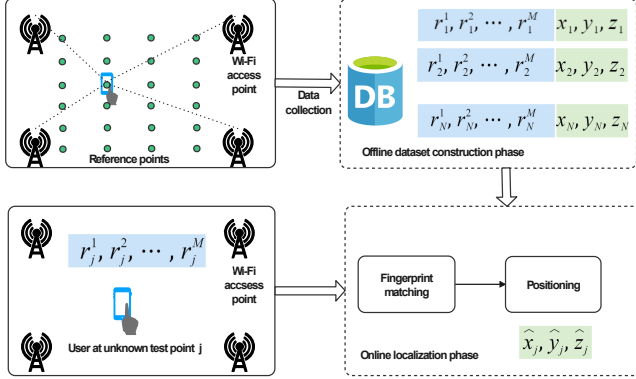 Wi-Fi
access
point
Reference points
Data
collection
DB
r_1^1, r_1^2, ⋯ , r_1^M x_1, y_1, z_1
r_2^1, r_2^2, ⋯ , r_2^M x_2, y_2, z_2
r_N^1, r_N^2, ⋯ , r_N^M x_N, y_N, z_N
Offline dataset construction phase
r_j^1, r_j^2, ⋯ , r_j^M
Wi-Fi
accsess
point
User at unknown test point j
Fingerprint
matching
Positioning
x̂_j, ŷ_j, ẑ_j
Online localization phase